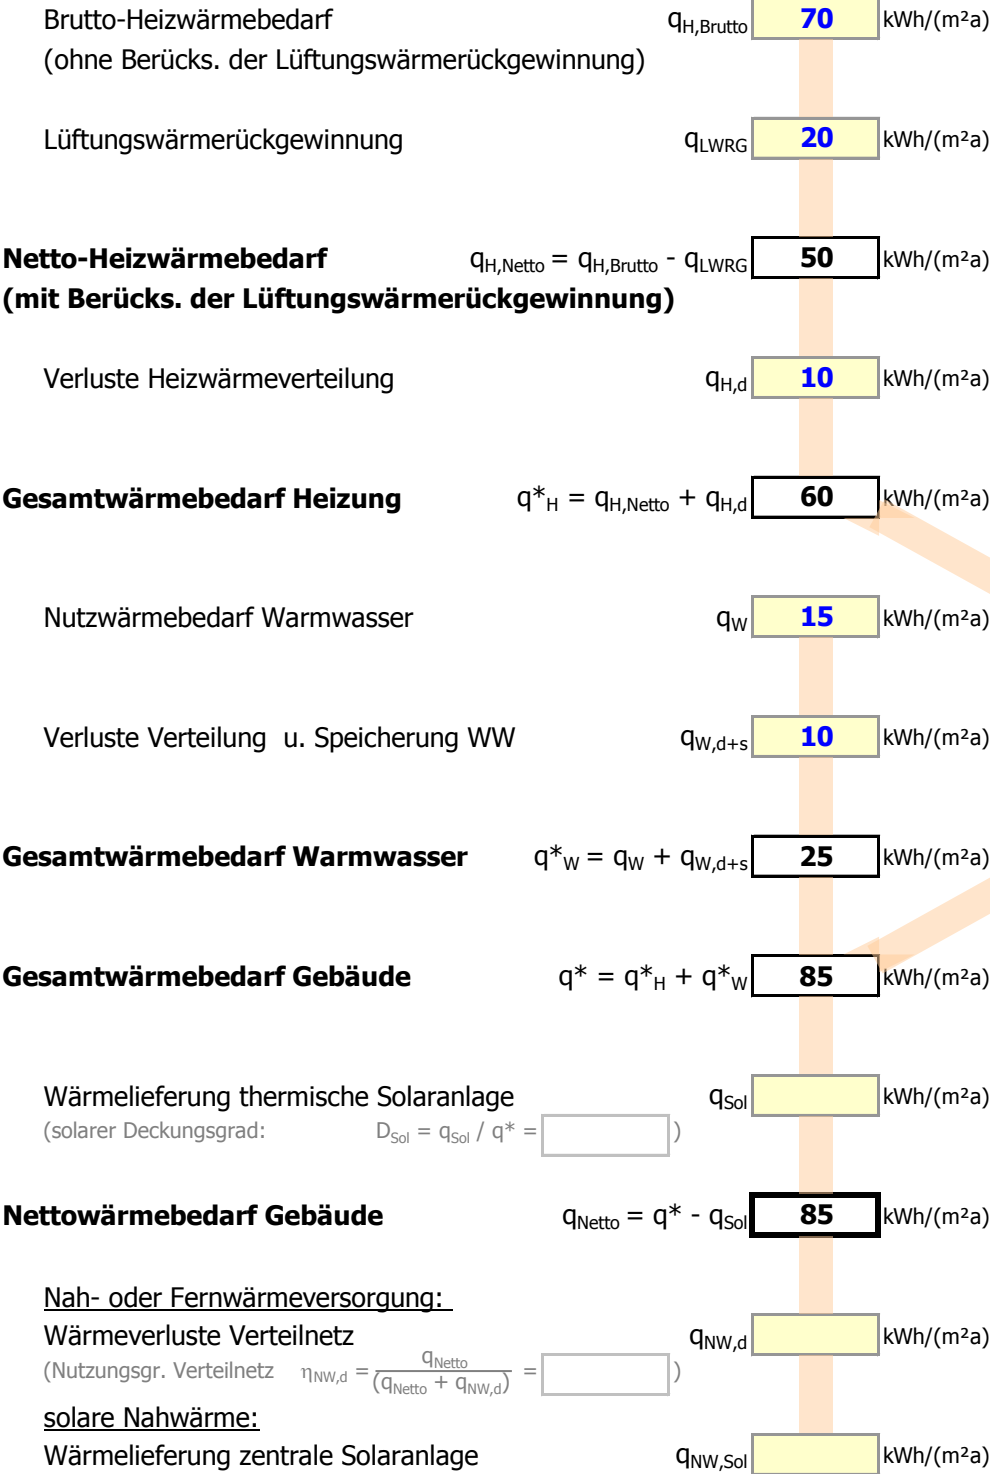 Brutto-Heizwärmebedarf q_H,Brutto 70 kWh/(m²a)
(ohne Berücks. der Lüftungswärmerückgewinnung)
Lüftungswärmerückgewinnung q_LWRG 20 kWh/(m²a)
Netto-Heizwärmebedarf q_H,Netto = q_H,Brutto - q_LWRG 50 kWh/(m²a)
(mit Berücks. der Lüftungswärmerückgewinnung)
Verluste Heizwärmeverteilung q_H,d 10 kWh/(m²a)
Gesamtwärmebedarf Heizung q*_H = q_H,Netto + q_H,d 60 kWh/(m²a)
Nutzwärmebedarf Warmwasser q_W 15 kWh/(m²a)
Verluste Verteilung u. Speicherung WW q_W,d+s 10 kWh/(m²a)
Gesamtwärmebedarf Warmwasser q*_W = q_W + q_W,d+s 25 kWh/(m²a)
Gesamtwärmebedarf Gebäude q* = q*_H + q*_W 85 kWh/(m²a)
Wärmelieferung thermische Solaranlage q_Sol kWh/(m²a)
(solarer Deckungsgrad: D_Sol = q_Sol / q* = )
Nettowärmebedarf Gebäude q_Netto = q* - q_Sol 85 kWh/(m²a)
Nah- oder Fernwärmeversorgung:
Wärmeverluste Verteilnetz q_NW,d kWh/(m²a)
(Nutzungsgr. Verteilnetz η_NW,d = q_Netto / (q_Netto + q_NW,d) = )
solare Nahwärme:
Wärmelieferung zentrale Solaranlage q_NW,Sol kWh/(m²a)